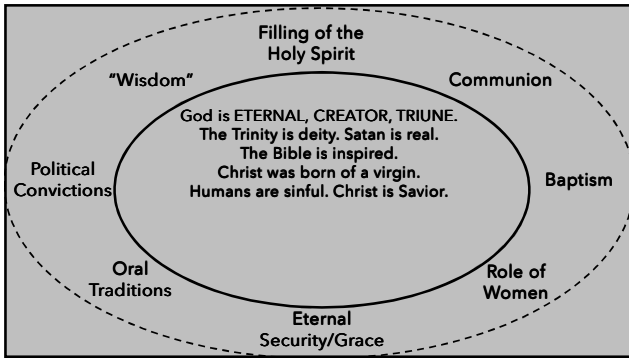 Filling of the
Holy Spirit
"Wisdom"
Communion
God is ETERNAL, CREATOR, TRIUNE.
The Trinity is deity. Satan is real.
The Bible is inspired.
Christ was born of a virgin.
Humans are sinful. Christ is Savior.
Political
Convictions
Baptism
Oral
Traditions
Role of
Women
Eternal
Security/Grace